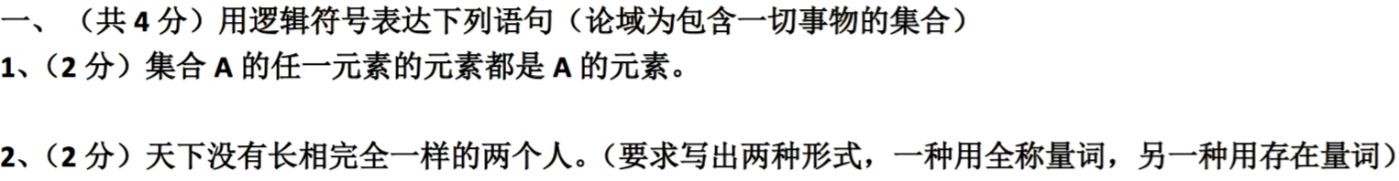 一、（共 4 分）用逻辑符号表达下列语句（论域为包含一切事物的集合）
1、（2 分）集合 A 的任一元素的元素都是 A 的元素。
2、（2 分）天下没有长相完全一样的两个人。（要求写出两种形式，一种用全称量词，另一种用存在量词）